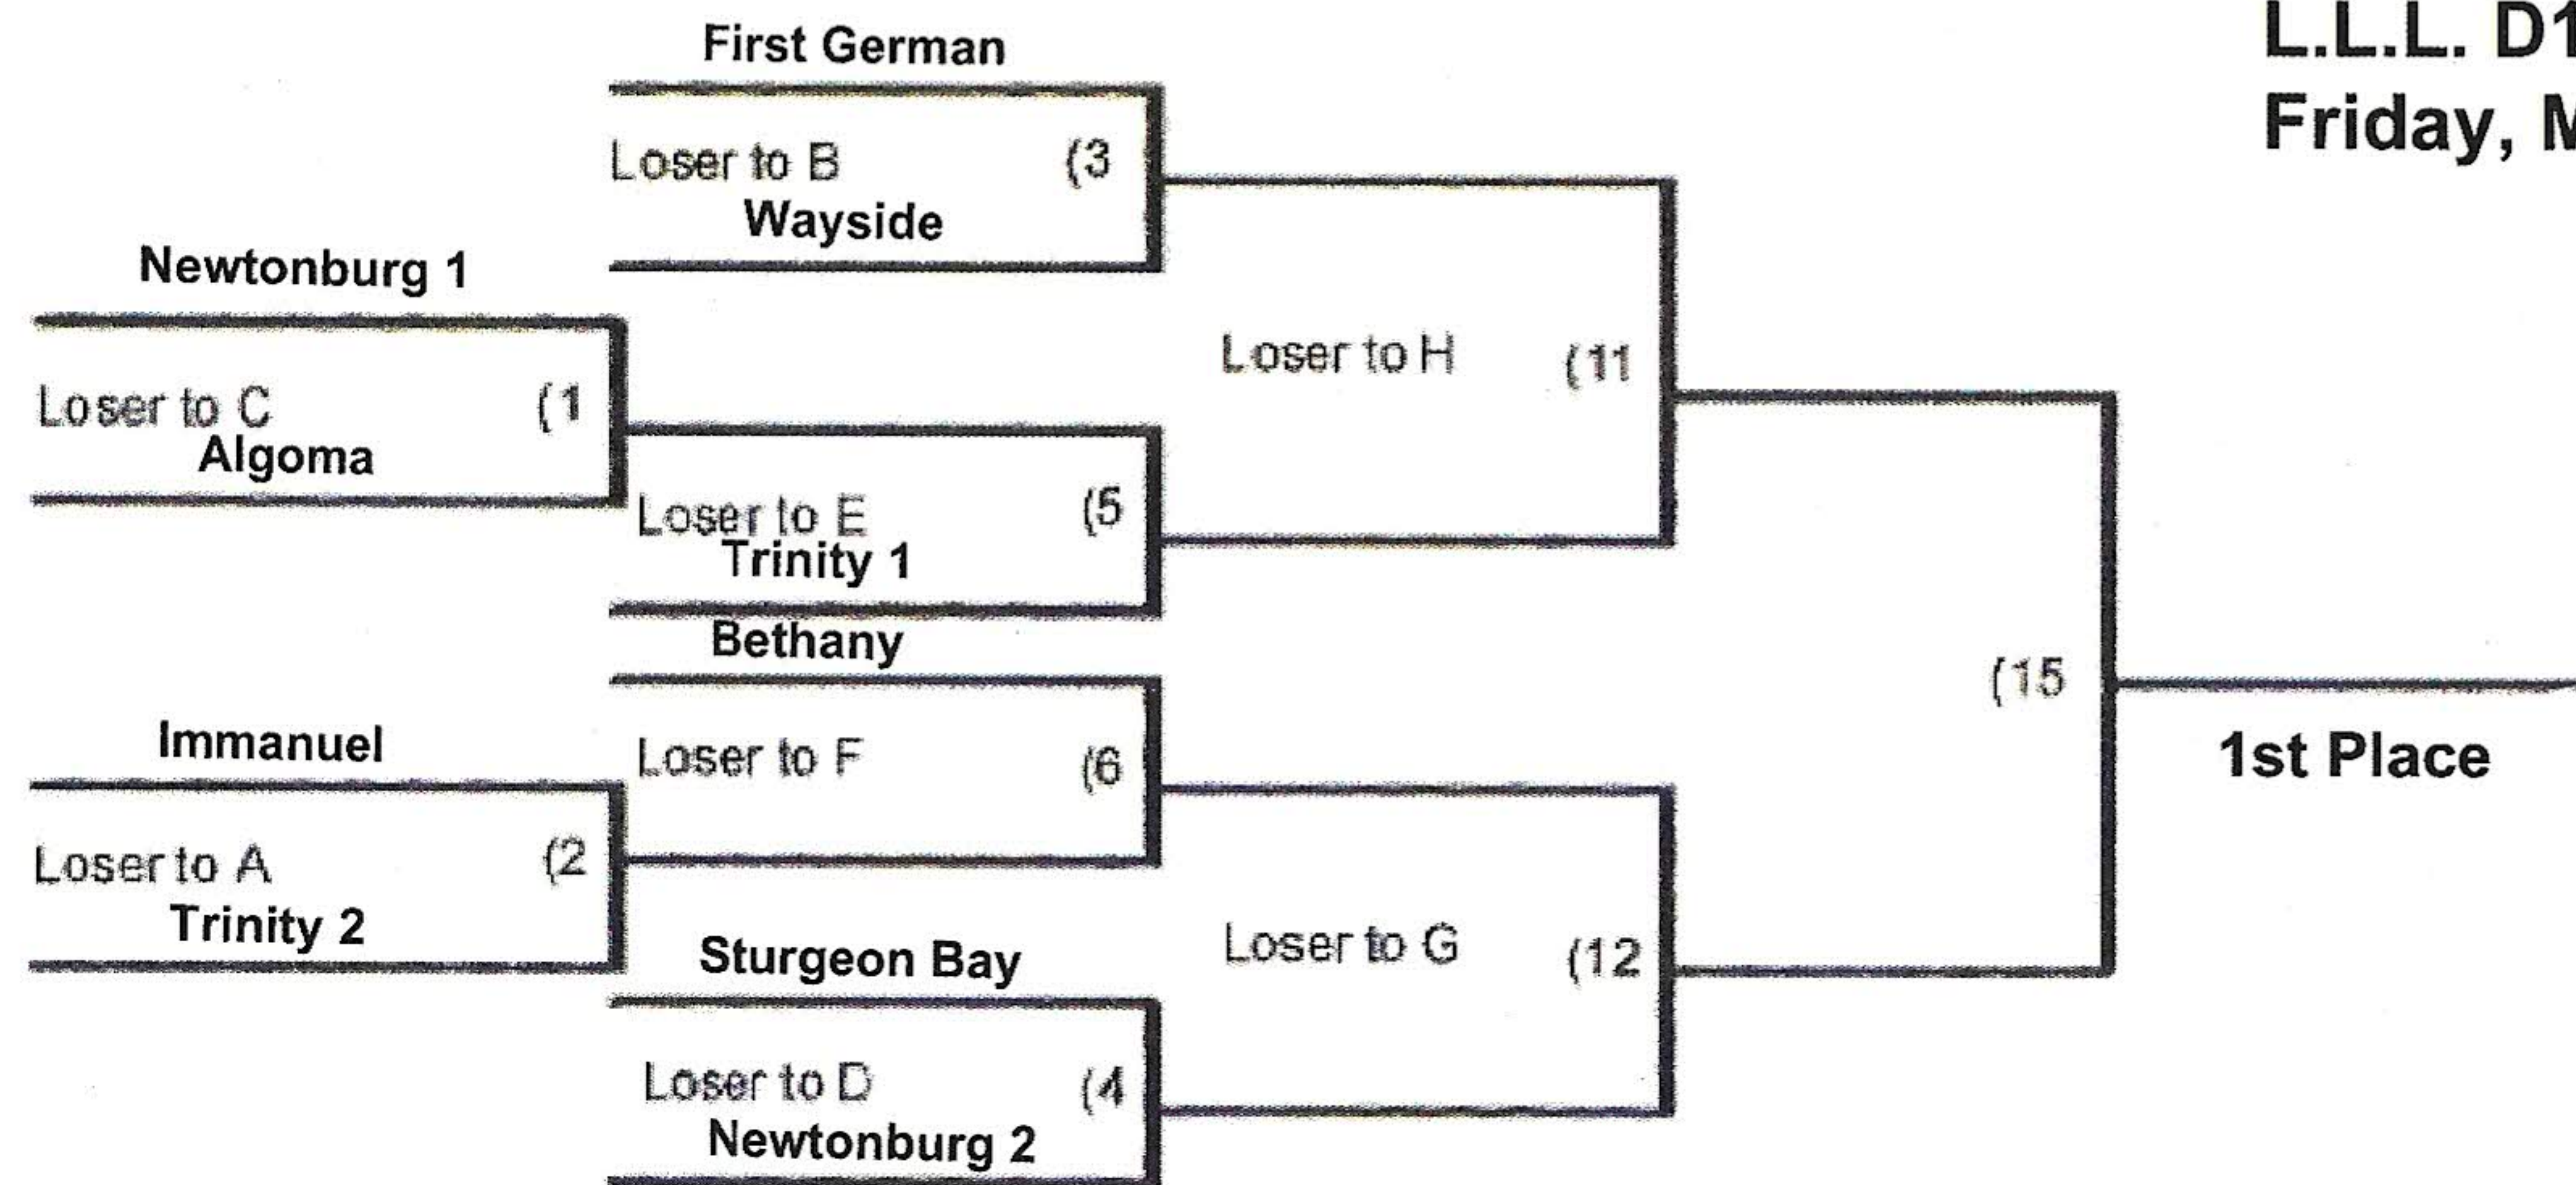 First German
L.L.L. D1
Friday, M
Loser to B (3
Wayside
Newtonburg 1
Loser to H (11
Loser to C (1
Algoma
Loser to E (5
Trinity 1
Bethany
(15
Immanuel
Loser to F (6
1st Place
Loser to A (2
Trinity 2
Sturgeon Bay
Loser to G (12
Loser to D (4
Newtonburg 2